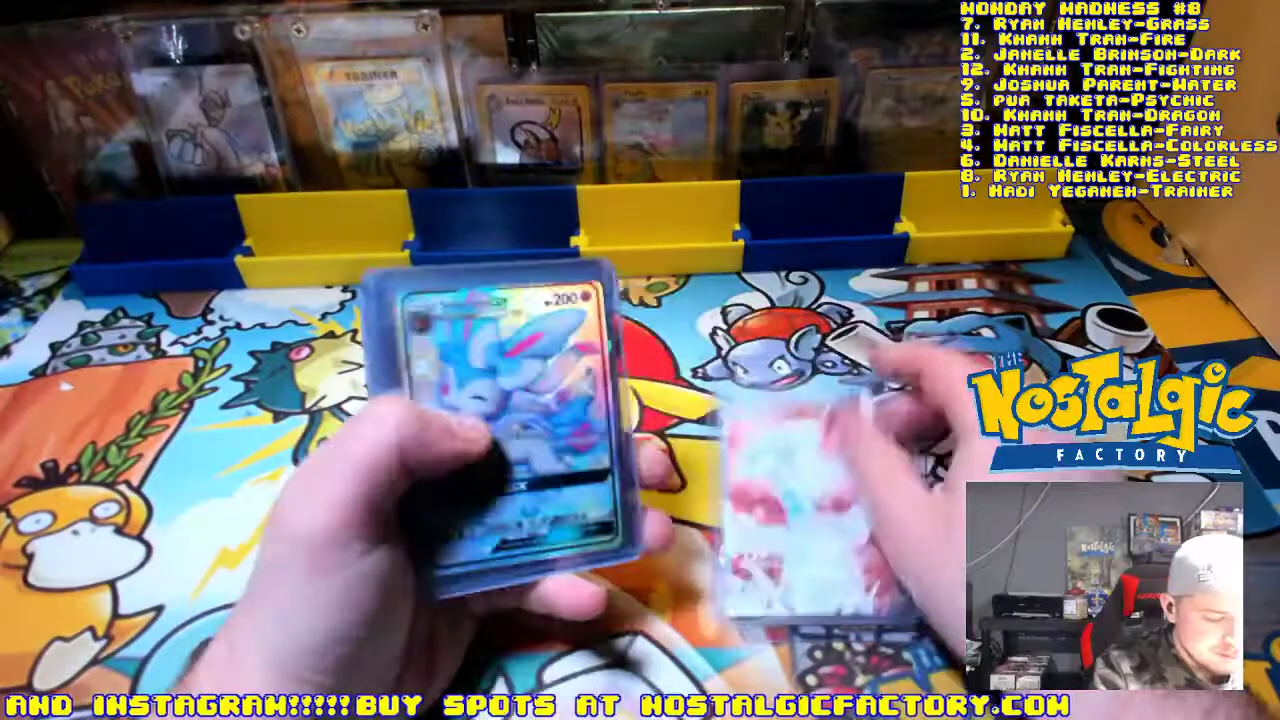 MONDAY MADNESS #8
7. RYAN HENLEY-GRASS
11. KHANH TRAN-FIRE
2. JANELLE BRINSON-DARK
12. KHANH TRAN-FIGHTING
9. JOSHUA PARENT-WATER
5. PUA TAKETA-PSYCHIC
10. KHANH TRAN-DRAGON
3. MATT FISCELLA-FAIRY
4. MATT FISCELLA-COLORLESS
6. DANIELLE KARNS-STEEL
8. RYAN HENLEY-ELECTRIC
1. HADI YEGANEH-TRAINER
TRAINER
200
THE NOSTALGIC
FACTORY
AND INSTAGRAM!!!!! BUY SPOTS AT NOSTALGICFACTORY.COM